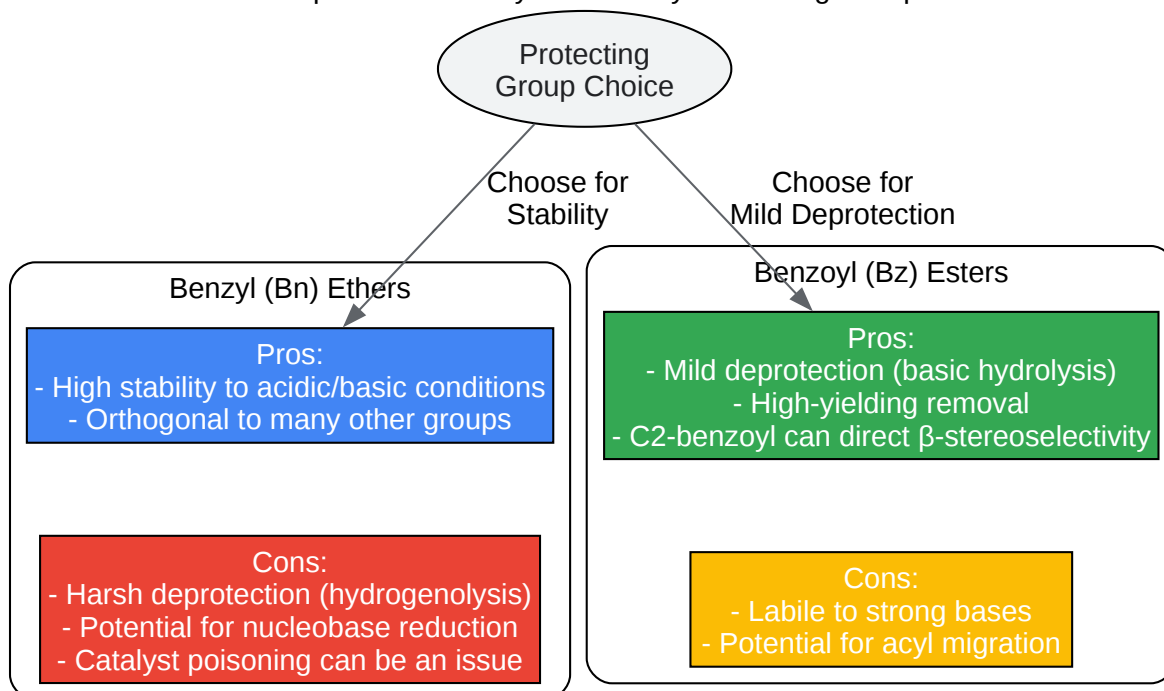 Protecting
Group Choice
Choose for
Stability
Choose for
Mild Deprotection
Benzyl (Bn) Ethers
Pros:
- High stability to acidic/basic conditions
- Orthogonal to many other groups
Cons:
- Harsh deprotection (hydrogenolysis)
- Potential for nucleobase reduction
- Catalyst poisoning can be an issue
Benzoyl (Bz) Esters
Pros:
- Mild deprotection (basic hydrolysis)
- High-yielding removal
- C2-benzoyl can direct β-stereoselectivity
Cons:
- Labile to strong bases
- Potential for acyl migration